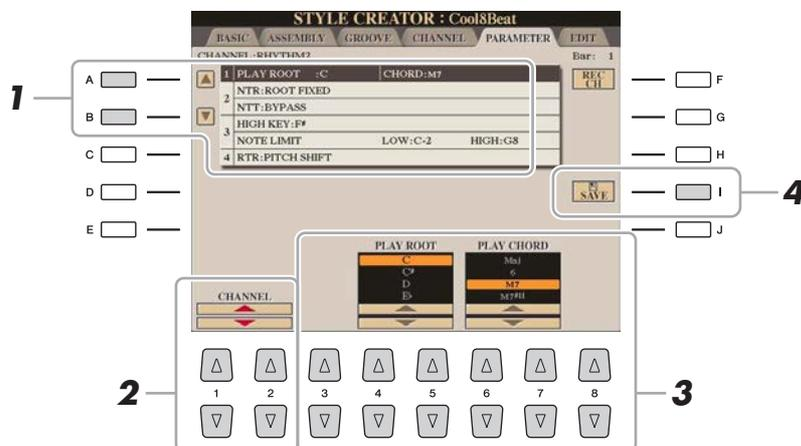 STYLE CREATOR : Cool8Beat
BASIC ASSEMBLY GROOVE CHANNEL PARAMETER EDIT
CHANNEL :RHYTHM2 Bar: 1
1
A
1 PLAY ROOT :C CHORD:M7
REC CH
F
2 NTR:ROOT FIXED
NTT:BYPASS
B
3 HIGH KEY:F#
G
NOTE LIMIT LOW:C-2 HIGH:G8
4 RTR:PITCH SHIFT
C
H
D
SAVE
I
4
E
J
PLAY ROOT PLAY CHORD
C Maj
C# 6
D M7
E♭ M7#11
CHANNEL
2
1 2 3 4 5 6 7 8
3